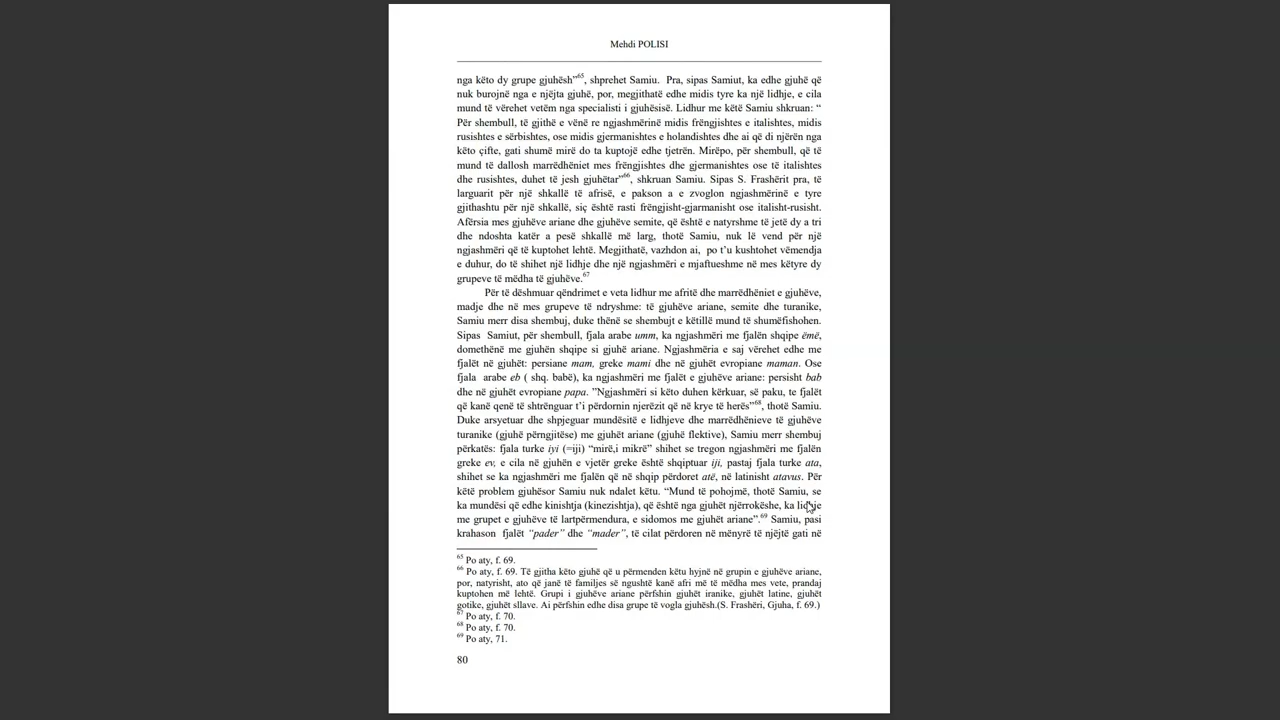 Mehdi POLISI
nga këto dy grupe gjuhësh”65, shprehet Samiu. Pra, sipas Samiut, ka edhe gjuhë që
nuk burojnë nga e njëjta gjuhë, por, megjithatë edhe midis tyre ka një lidhje, e cila
mund të vërehet vetëm nga specialisti i gjuhësisë. Lidhur me këtë Samiu shkruan: “
Për shembull, të gjithë e vënë re ngjashmërinë midis frëngjishtes e italishtes, midis
rusishtes e sërbishtes, ose midis gjermanishtes e holandishtes dhe ai që di njërën nga
këto çifte, gati shumë mirë do ta kuptojë edhe tjetrën. Mirëpo, për shembull, që të
mund të dallosh marrëdhëniet mes frëngjishtes dhe gjermanishtes ose të italishtes
dhe rusishtes, duhet të jesh gjuhëtar”66, shkruan Samiu. Sipas S. Frashërit pra, të
larguarit për një shkallë të afrisë, e pakson a e zvoglon ngjashmërinë e tyre
gjithashtu për një shkallë, siç është rasti frëngjisht-gjarmanisht ose italisht-rusisht.
Afërsia mes gjuhëve ariane dhe gjuhëve semite, që është e natyrshme të jetë dy a tri
dhe ndoshta katër a pesë shkallë më larg, thotë Samiu, nuk lë vend për një
ngjashmëri që të kuptohet lehtë. Megjithatë, vazhdon ai, po t’u kushtohet vëmendja
e duhur, do të shihet një lidhje dhe një ngjashmëri e mjaftueshme në mes këtyre dy
grupeve të mëdha të gjuhëve.67
Për të dëshmuar qëndrimet e veta lidhur me afritë dhe marrëdhëniet e gjuhëve,
madje dhe në mes grupeve të ndryshme: të gjuhëve ariane, semite dhe turanike,
Samiu merr disa shembuj, duke thënë se shembujt e këtillë mund të shumëfishohen.
Sipas Samiut, për shembull, fjala arabe umm, ka ngjashmëri me fjalën shqipe ëmë,
domethënë me gjuhën shqipe si gjuhë ariane. Ngjashmëria e saj vërehet edhe me
fjalët në gjuhët: persiane mam, greke mami dhe në gjuhët evropiane maman. Ose
fjala arabe eb ( shq. babë), ka ngjashmëri me fjalët e gjuhëve ariane: persisht bab
dhe në gjuhët evropiane papa. ”Ngjashmëri si këto duhen kërkuar, së paku, te fjalët
që kanë qenë të shtrënguar t’i përdornin njerëzit që në krye të herës”68, thotë Samiu.
Duke arsyetuar dhe shpjeguar mundësitë e lidhjeve dhe marrëdhënieve të gjuhëve
turanike (gjuhë përngjitëse) me gjuhët ariane (gjuhë flektive), Samiu merr shembuj
përkatës: fjala turke iyi (=iji) “mirë,i mikrë” shihet se tregon ngjashmëri me fjalën
greke ev, e cila në gjuhën e vjetër greke është shqiptuar iji, pastaj fjala turke ata,
shihet se ka ngjashmëri me fjalën që në shqip përdoret atë, në latinisht atavus. Për
këtë problem gjuhësor Samiu nuk ndalet këtu. “Mund të pohojmë, thotë Samiu, se
ka mundësi që edhe kinishtja (kinezishtja), që është nga gjuhët njërrokëshe, ka lidhje
me grupet e gjuhëve të lartpërmendura, e sidomos me gjuhët ariane”.69 Samiu, pasi
krahason fjalët “pader” dhe “mader”, të cilat përdoren në mënyrë të njëjtë gati në
65 Po aty, f. 69.
66 Po aty, f. 69. Të gjitha këto gjuhë që u përmenden këtu hyjnë në grupin e gjuhëve ariane,
por, natyrisht, ato që janë të familjes së ngushtë kanë afri më të mëdha mes vete, prandaj
kuptohen më lehtë. Grupi i gjuhëve ariane përfshin gjuhët iranike, gjuhët latine, gjuhët
gotike, gjuhët sllave. Ai përfshin edhe disa grupe të vogla gjuhësh.(S. Frashëri, Gjuha, f. 69.)
67 Po aty, f. 70.
68 Po aty, f. 70.
69 Po aty, 71.
80